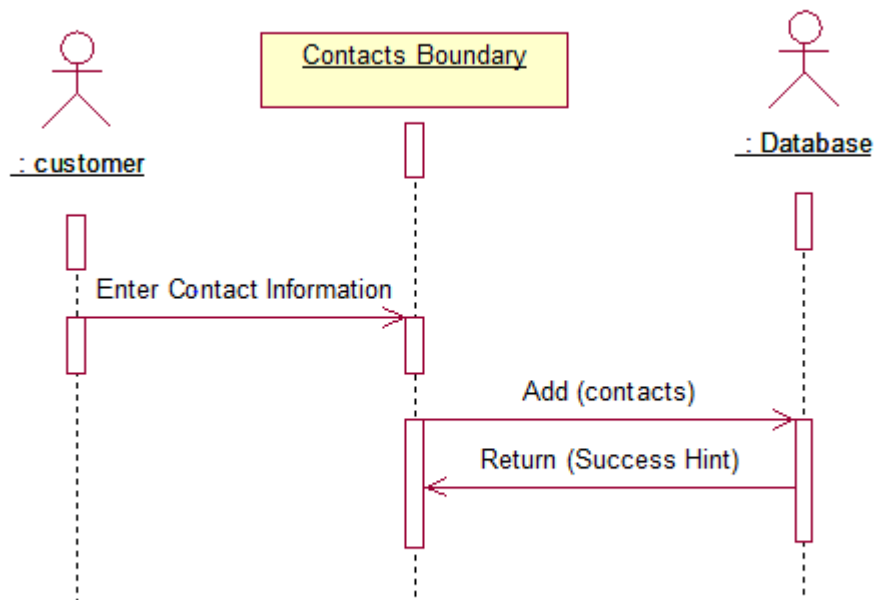 Contacts Boundary
: customer
: Database
Enter Contact Information
Add (contacts)
Return (Success Hint)